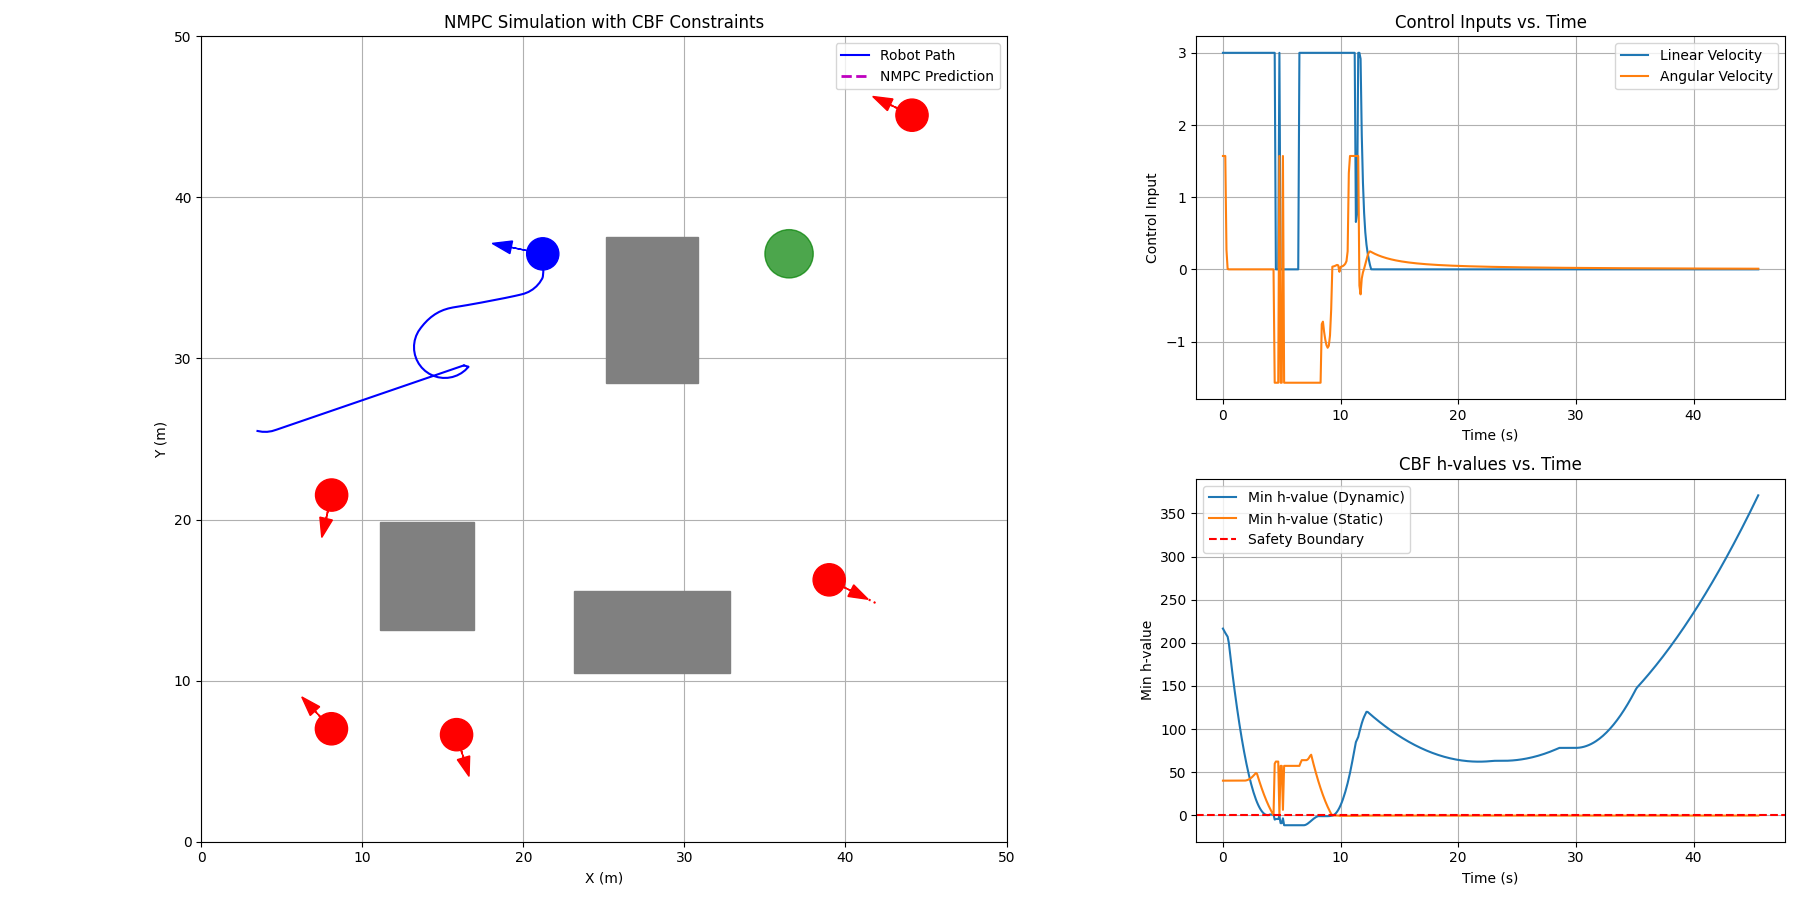 NMPC Simulation with CBF Constraints
50
40
30
20
10
0
0 10 20 30 40 50
Y (m)
X (m)
Robot Path
NMPC Prediction
Control Inputs vs. Time
3
2
1
0
−1
0 10 20 30 40
Control Input
Time (s)
Linear Velocity
Angular Velocity
CBF h-values vs. Time
350
300
250
200
150
100
50
0
0 10 20 30 40
Min h-value
Time (s)
Min h-value (Dynamic)
Min h-value (Static)
Safety Boundary